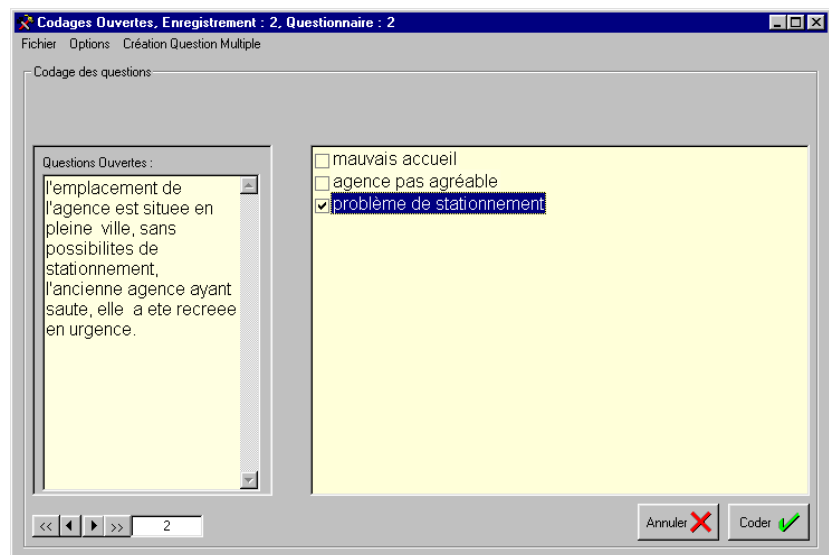 Codages Ouvertes, Enregistrement : 2, Questionnaire : 2
Fichier Options Création Question Multiple
Codage des questions
Questions Ouvertes :
l'emplacement de
l'agence est situee en
pleine ville, sans
possibilites de
stationnement,
l'ancienne agence ayant
saute, elle a ete recreee
en urgence.
mauvais accueil
agence pas agréable
problème de stationnement
<< >> 2
Annuler Coder